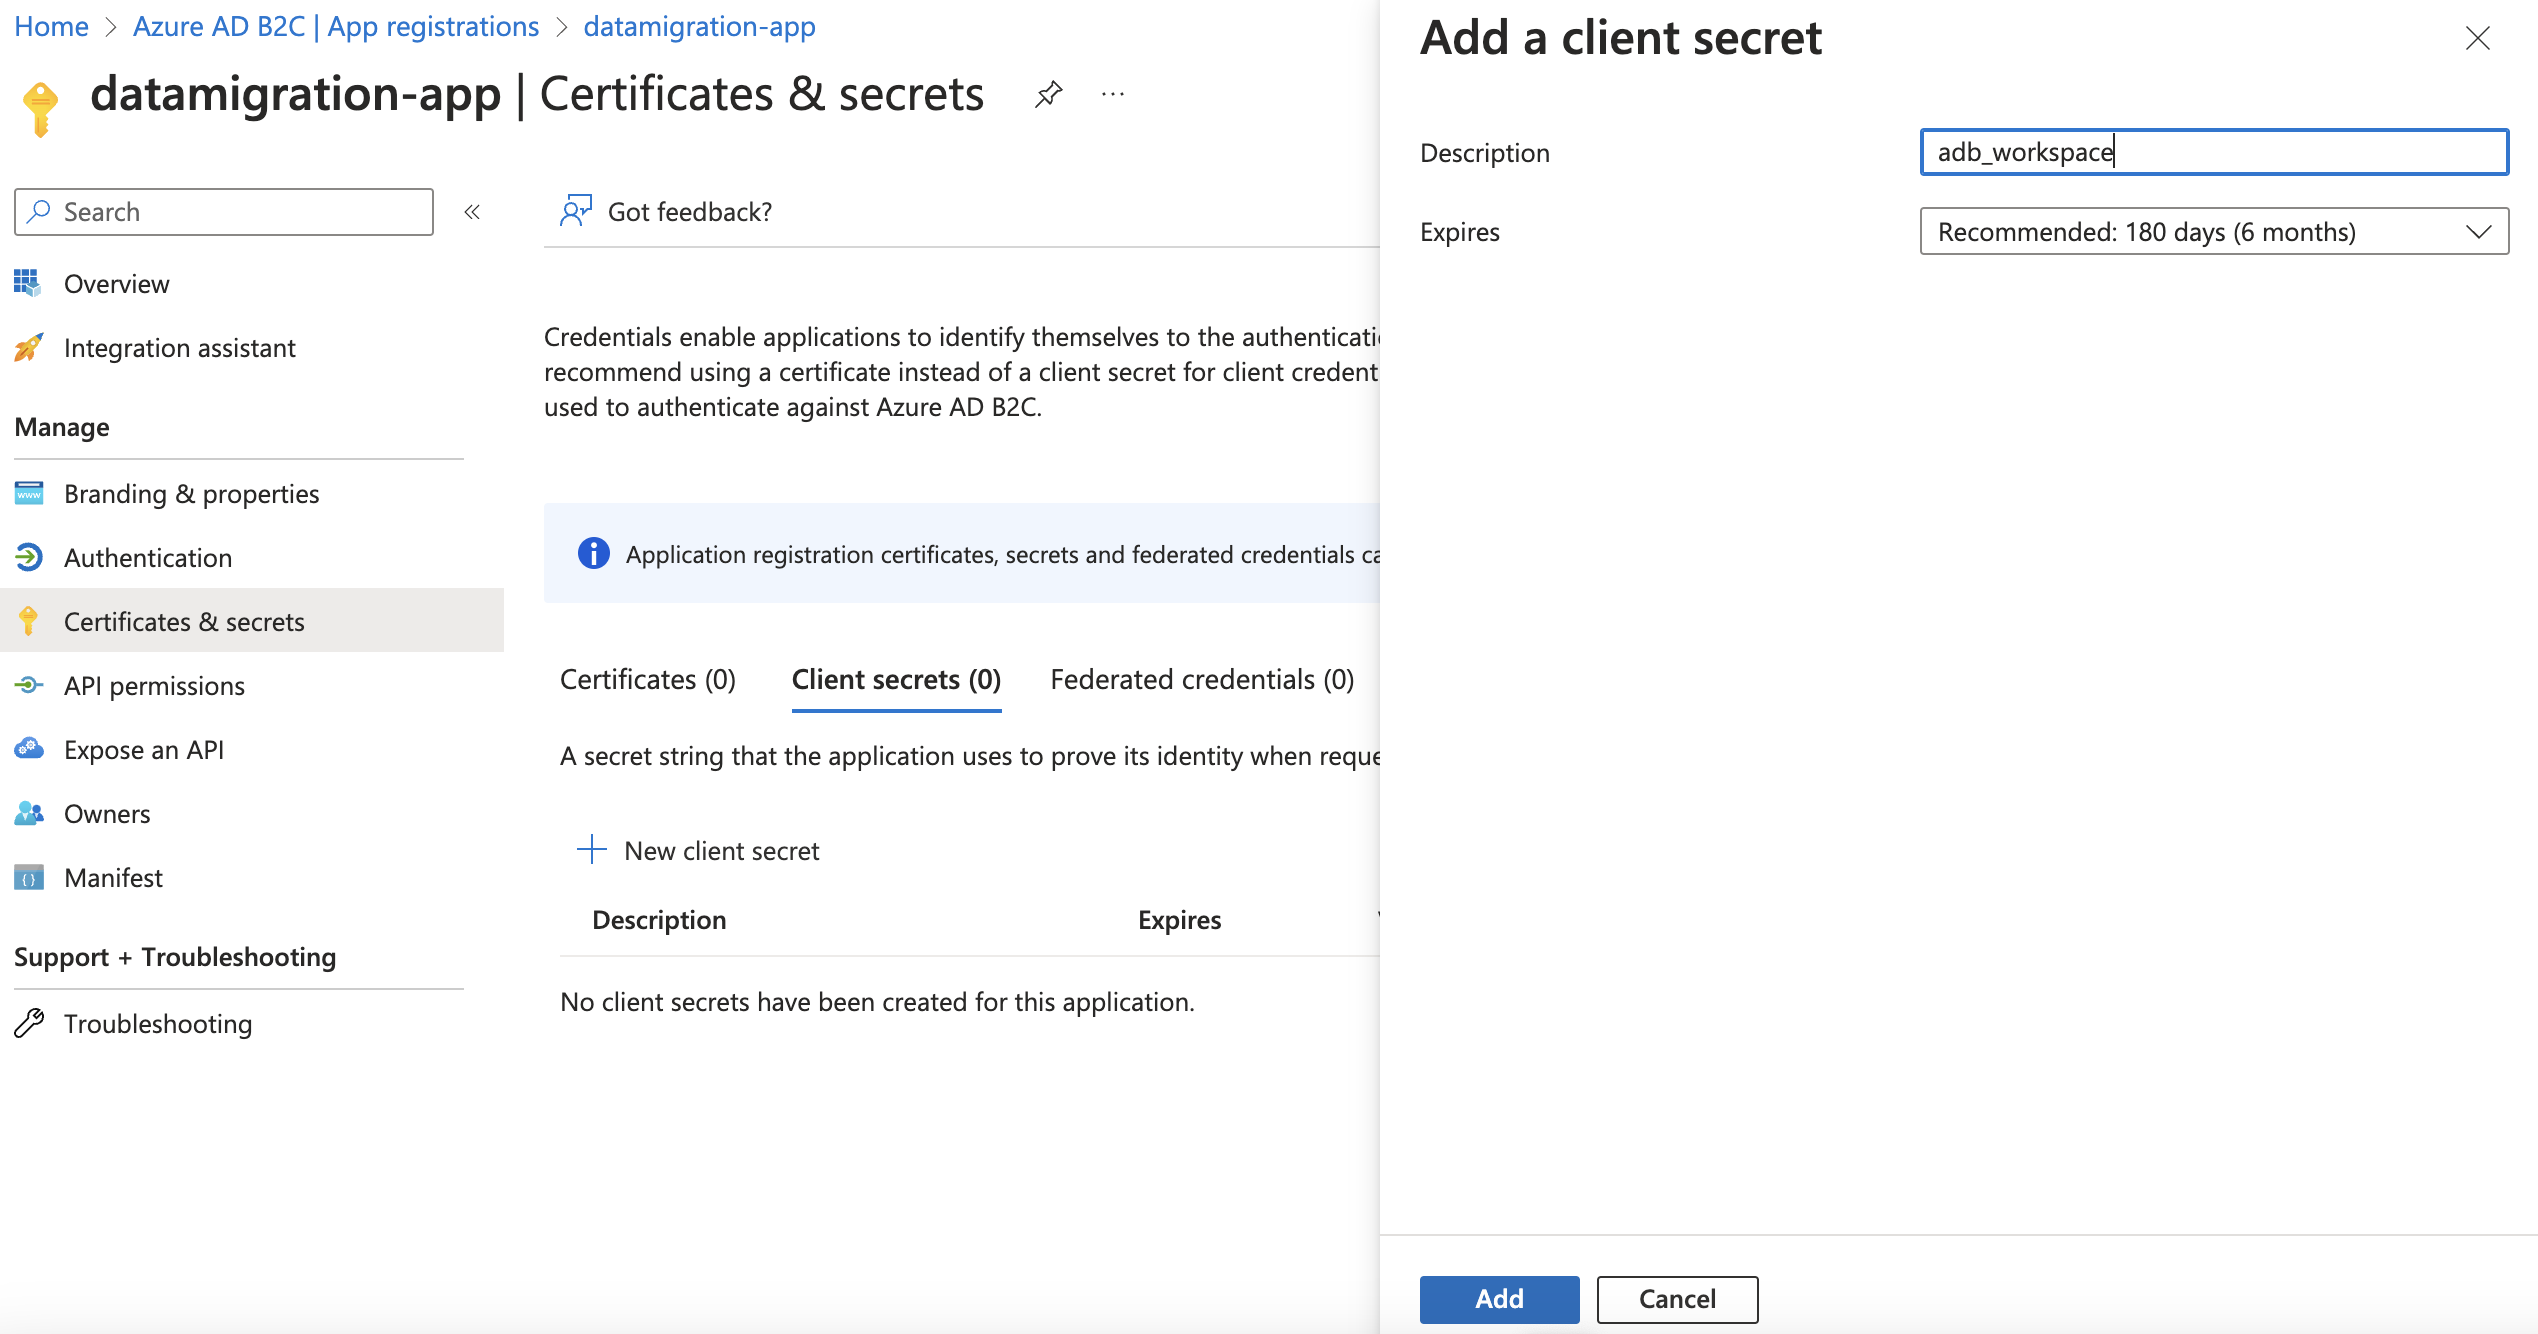 Home > Azure AD B2C | App registrations > datamigration-app
datamigration-app | Certificates & secrets ...
Search «
Overview
Integration assistant
Manage
Branding & properties
Authentication
Certificates & secrets
API permissions
Expose an API
Owners
Manifest
Support + Troubleshooting
Troubleshooting
Got feedback?
Credentials enable applications to identify themselves to the
recommend using a certificate instead of a client secret for client
used to authenticate against Azure AD B2C.
Application registration certificates, secrets and federated credentials
Certificates (0) Client secrets (0) Federated credentials (0)
A secret string that the application uses to prove its identity when
New client secret
Description Expires
No client secrets have been created for this application.
Add a client secret
Description adb_workspace
Expires Recommended: 180 days (6 months)
Add Cancel